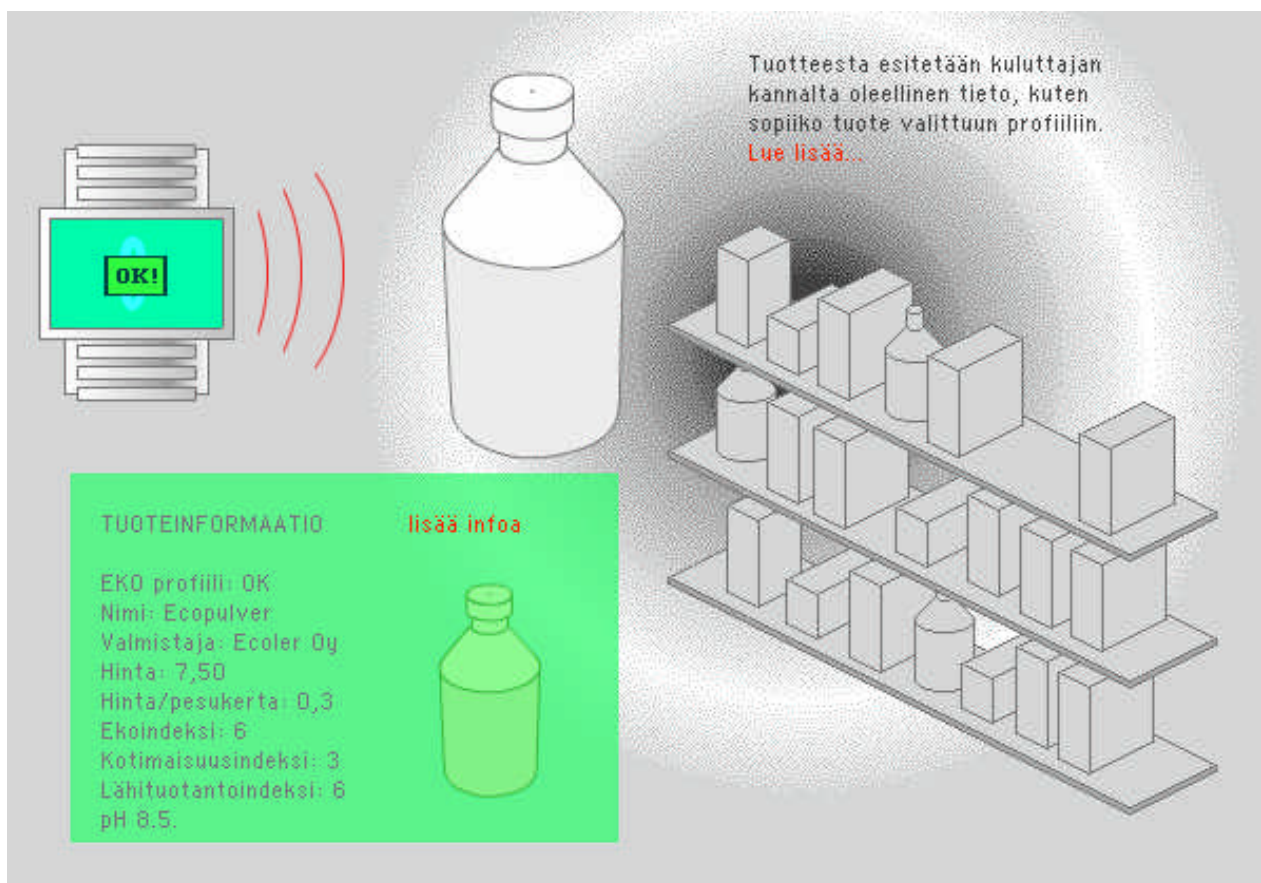 Tuotteesta esitetään kuluttajan
kannalta oleellinen tieto, kuten
sopiiko tuote valittuun profiiliin.
Lue lisää...
OK!
TUOTEINFORMAATIO
lisää infoa
EKO profiili: OK
Nimi: Ecopulver
Valmistaja: Ecoler Oy
Hinta: 7,50
Hinta/pesukerta: 0,3
Ekoindeksi: 6
Kotimaisuusindeksi: 3
Lähituotantoindeksi: 6
pH 8.5.